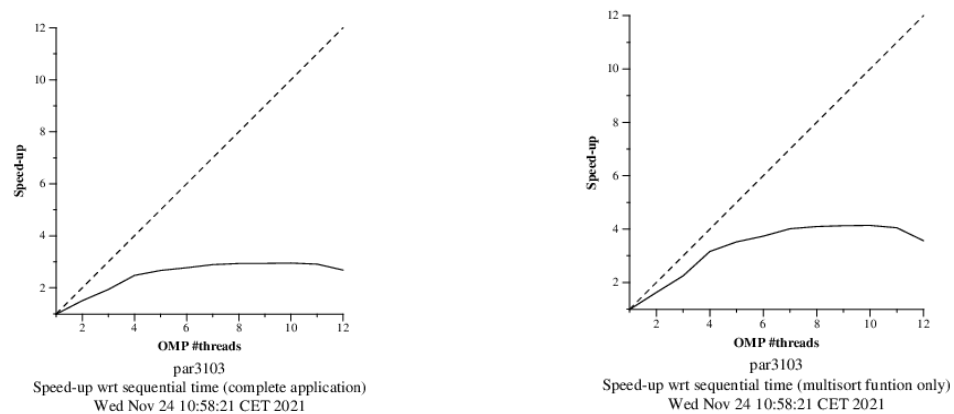 12
10
8
6
4
2
Speed-up
2
4
6
8
10
12
OMP #threads
par3103
Speed-up wrt sequential time (complete application)
Wed Nov 24 10:58:21 CET 2021
12
10
8
6
4
2
Speed-up
2
4
6
8
10
12
OMP #threads
par3103
Speed-up wrt sequential time (multisort funtion only)
Wed Nov 24 10:58:21 CET 2021